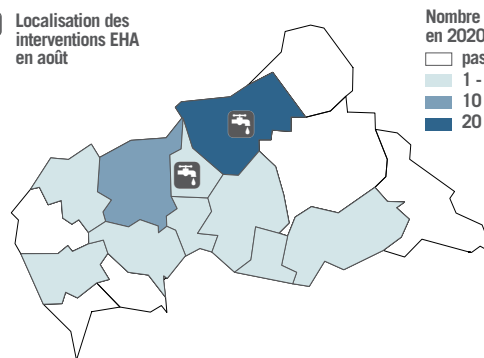 Localisation des
interventions EHA
en août
Nombre
en 2020
pas
1 -
10
20